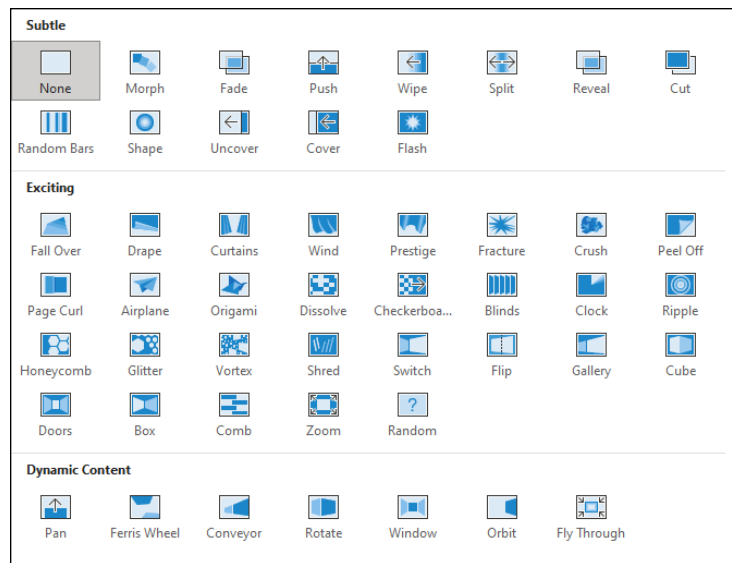 Subtle
None Morph Fade Push Wipe Split Reveal Cut
Random Bars Shape Uncover Cover Flash
Exciting
Fall Over Drape Curtains Wind Prestige Fracture Crush Peel Off
Page Curl Airplane Origami Dissolve Checkerboa... Blinds Clock Ripple
Honeycomb Glitter Vortex Shred Switch Flip Gallery Cube
Doors Box Comb Zoom Random
?
Dynamic Content
Pan Ferris Wheel Conveyor Rotate Window Orbit Fly Through